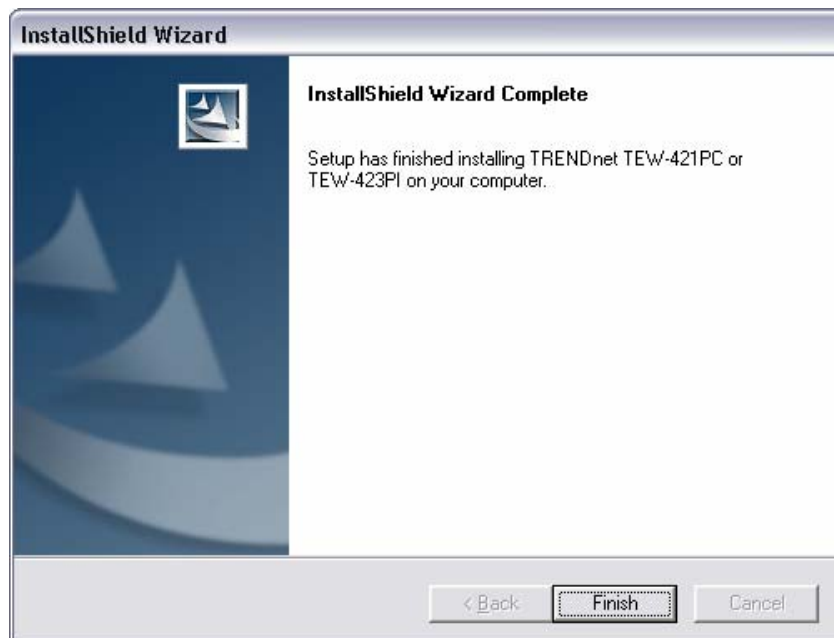 InstallShield Wizard
InstallShield Wizard Complete
Setup has finished installing TRENDnet TEW-421PC or
TEW-423PI on your computer.
< Back
Finish
Cancel